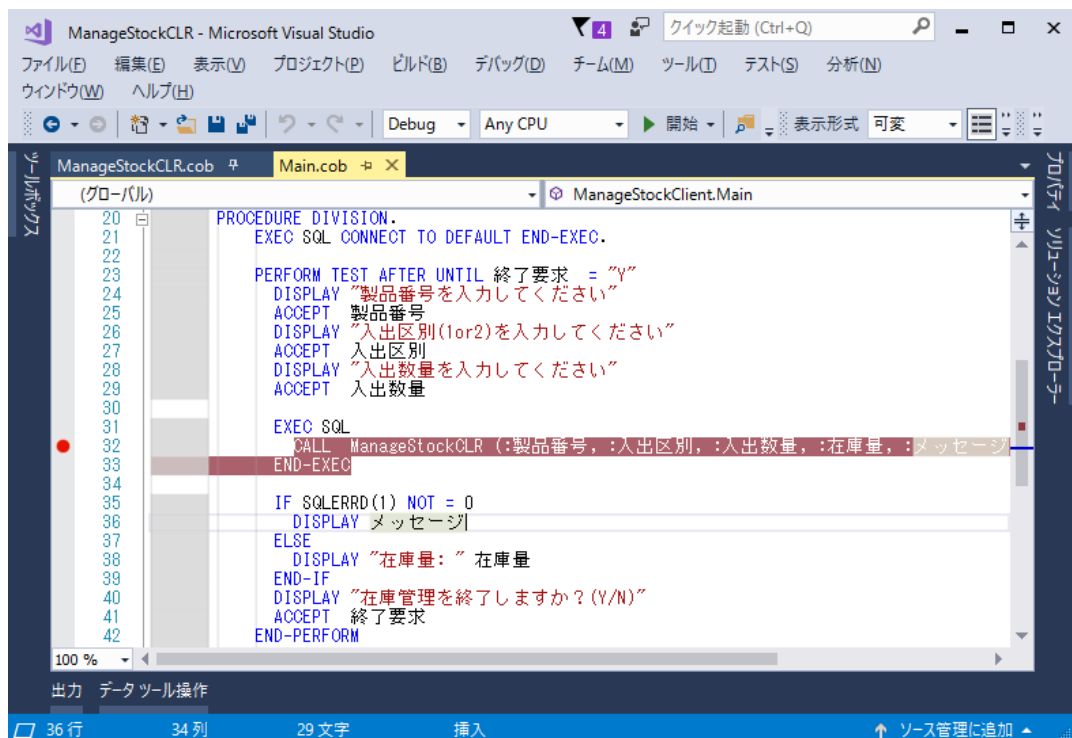 ManageStockCLR - Microsoft Visual Studio
4
クイック起動 (Ctrl+Q)
ファイル(F) 編集(E) 表示(V) プロジェクト(P) ビルド(B) デバッグ(D) チーム(M) ツール(T) テスト(S) 分析(N)
ウィンドウ(W) ヘルプ(H)
Debug Any CPU 開始 表示形式 可変
ツールボックス
ManageStockCLR.cob Main.cob
(グローバル) ManageStockClient.Main
20 PROCEDURE DIVISION.
21 EXEC SQL CONNECT TO DEFAULT END-EXEC.
22
23 PERFORM TEST AFTER UNTIL 終了要求 = "Y"
24 DISPLAY "製品番号を入力してください"
25 ACCEPT 製品番号
26 DISPLAY "入出区別(1or2)を入力してください"
27 ACCEPT 入出区別
28 DISPLAY "入出数量を入力してください"
29 ACCEPT 入出数量
30
31 EXEC SQL
32 CALL ManageStockCLR (:製品番号, :入出区別, :入出数量, :在庫量, :メッセージ
33 END-EXEC
34
35 IF SQLERRD(1) NOT = 0
36 DISPLAY メッセージ
37 ELSE
38 DISPLAY "在庫量: " 在庫量
39 END-IF
40 DISPLAY "在庫管理を終了しますか？(Y/N)"
41 ACCEPT 終了要求
42 END-PERFORM
プロパティ
ソリューション エクスプローラー
100 %
出力 データ ツール操作
36 行 34 列 29 文字 挿入 ソース管理に追加